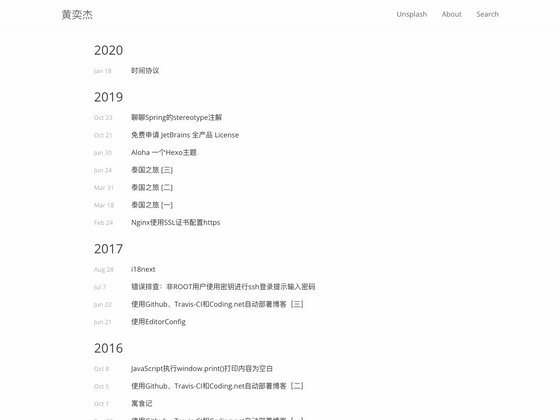 黄奕杰
Unsplash About Search
2020
Jan 18 时间协议
2019
Oct 23 聊聊Spring的stereotype注解
Oct 21 免费申请 JetBrains 全产品 License
Jun 30 Aloha 一个Hexo主题
Jun 24 泰国之旅 [三]
Mar 31 泰国之旅 [二]
Mar 18 泰国之旅 [一]
Feb 24 Nginx使用SSL证书配置https
2017
Aug 28 i18next
Jul 7 错误排查：非ROOT用户使用密钥进行ssh登录提示输入密码
Jun 22 使用Github、Travis-CI和Coding.net自动部署博客［三］
Jun 21 使用EditorConfig
2016
Oct 8 JavaScript执行window.print()打印内容为空白
Oct 5 使用Github、Travis-CI和Coding.net自动部署博客［二］
Oct 1 寓食记